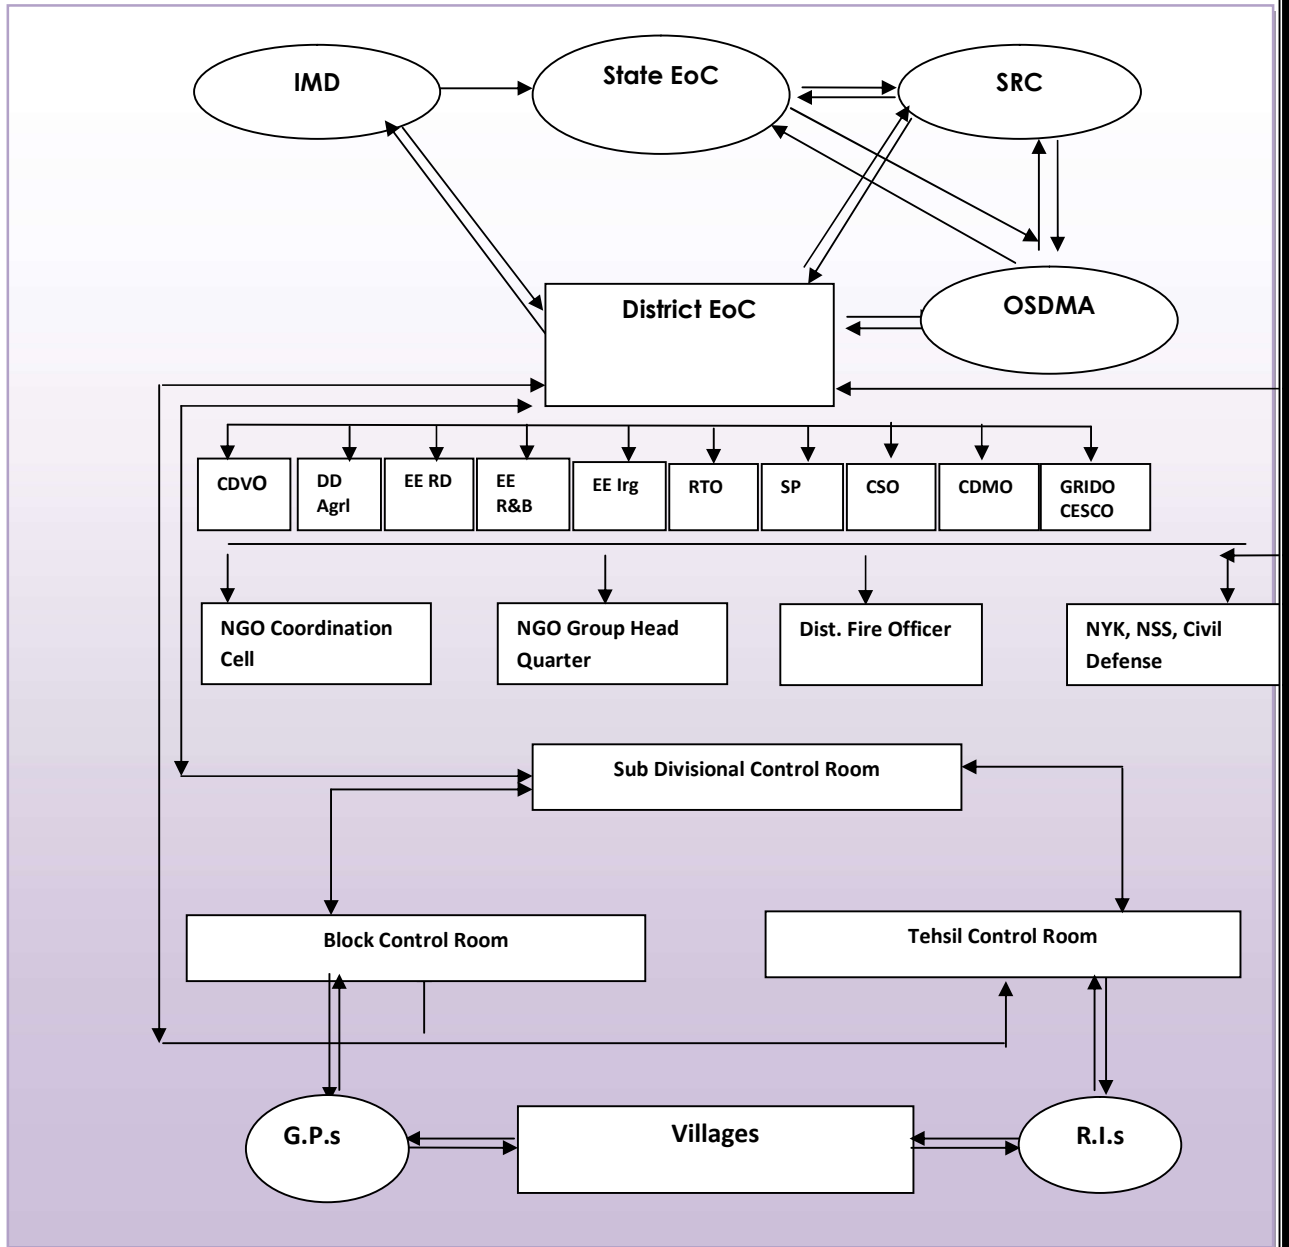 IMD
State EoC
SRC
District EoC
OSDMA
CDVO
DD
Agrl
EE RD
EE
R&B
EE Irg
RTO
SP
CSO
CDMO
GRIDO
CESCO
NGO Coordination
Cell
NGO Group Head
Quarter
Dist. Fire Officer
NYK, NSS, Civil
Defense
Sub Divisional Control Room
Block Control Room
Tehsil Control Room
G.P.s
Villages
R.I.s